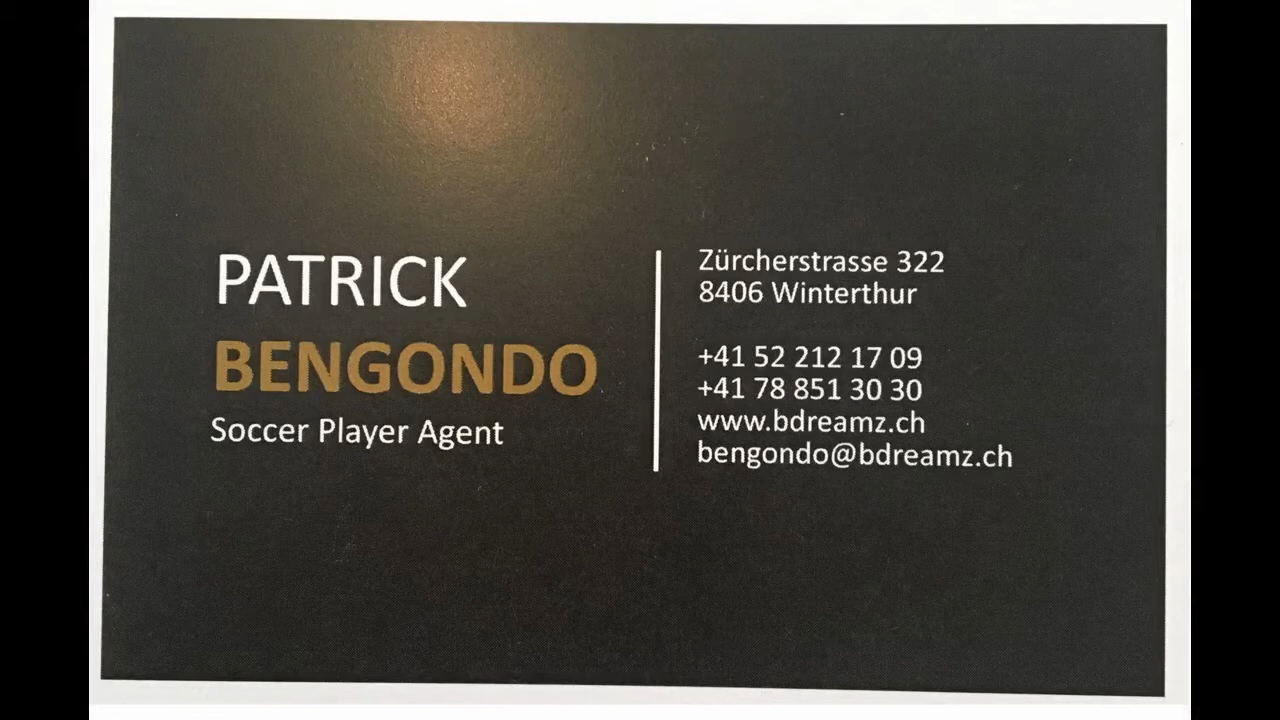 PATRICK
BENGONDO
Soccer Player Agent
Zürcherstrasse 322
8406 Winterthur
+41 52 212 17 09
+41 78 851 30 30
www.bdreamz.ch
bengondo@bdreamz.ch